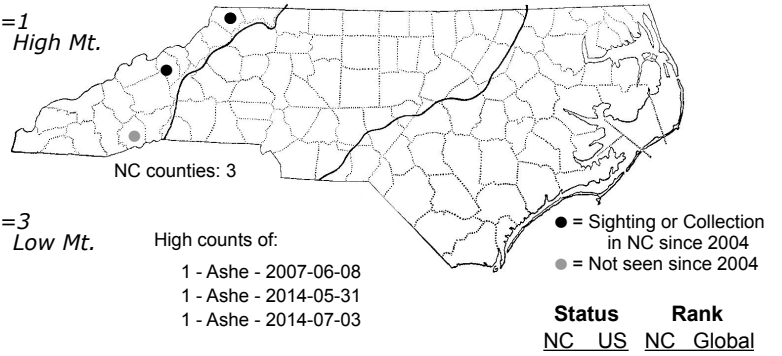 =1
High Mt.
NC counties: 3
=3
Low Mt.
High counts of:
1 - Ashe - 2007-06-08
1 - Ashe - 2014-05-31
1 - Ashe - 2014-07-03
● = Sighting or Collection
in NC since 2004
● = Not seen since 2004
Status Rank
NC US NC Global